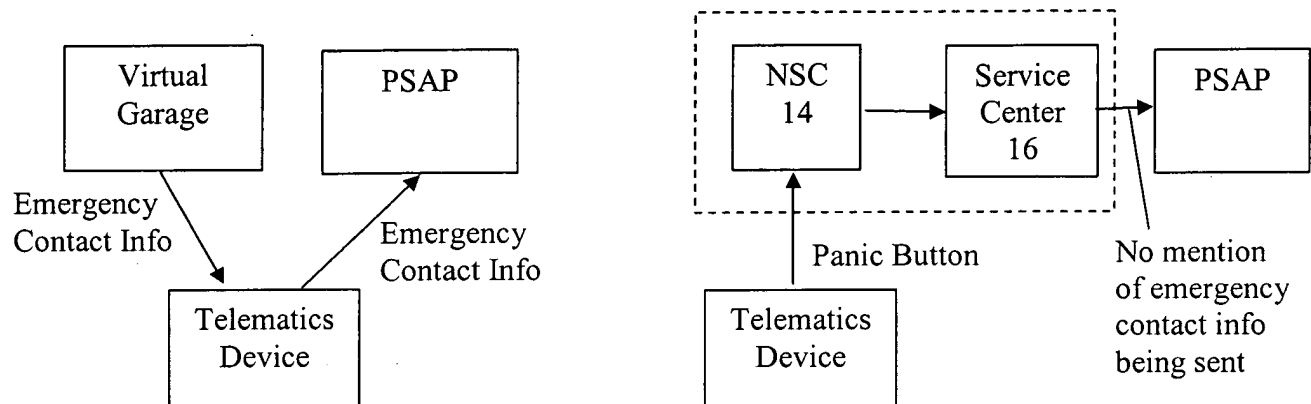 Virtual
Garage
PSAP
Emergency
Contact Info
Emergency
Contact Info
Telematics
Device
NSC
14
Service
Center
16
PSAP
Panic Button
No mention
of emergency
contact info
being sent
Telematics
Device